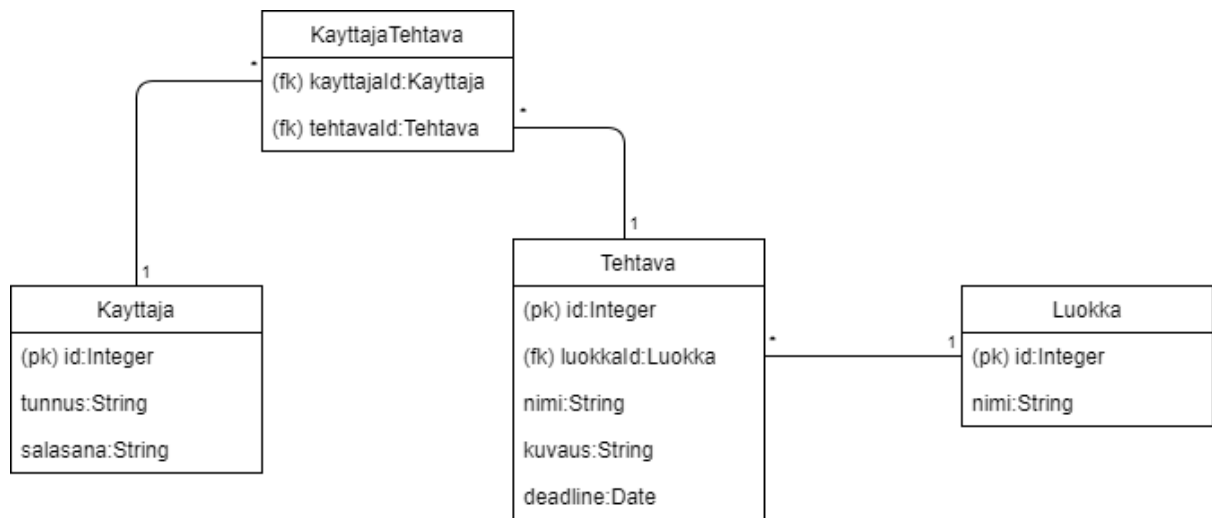 KayttajaTehtava
(fk) kayttajaId:Kayttaja
(fk) tehtavaId:Tehtava
*
*
1
1
Kayttaja
(pk) id:Integer
tunnus:String
salasana:String
Tehtava
(pk) id:Integer
(fk) luokkaId:Luokka
nimi:String
kuvaus:String
deadline:Date
*
1
Luokka
(pk) id:Integer
nimi:String